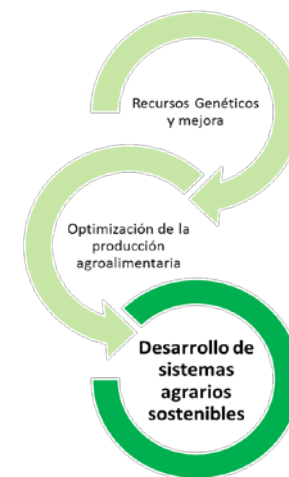 Recursos Genéticos
y mejora
Optimización de la
producción
agroalimentaria
Desarrollo de
sistemas
agrarios
sostenibles